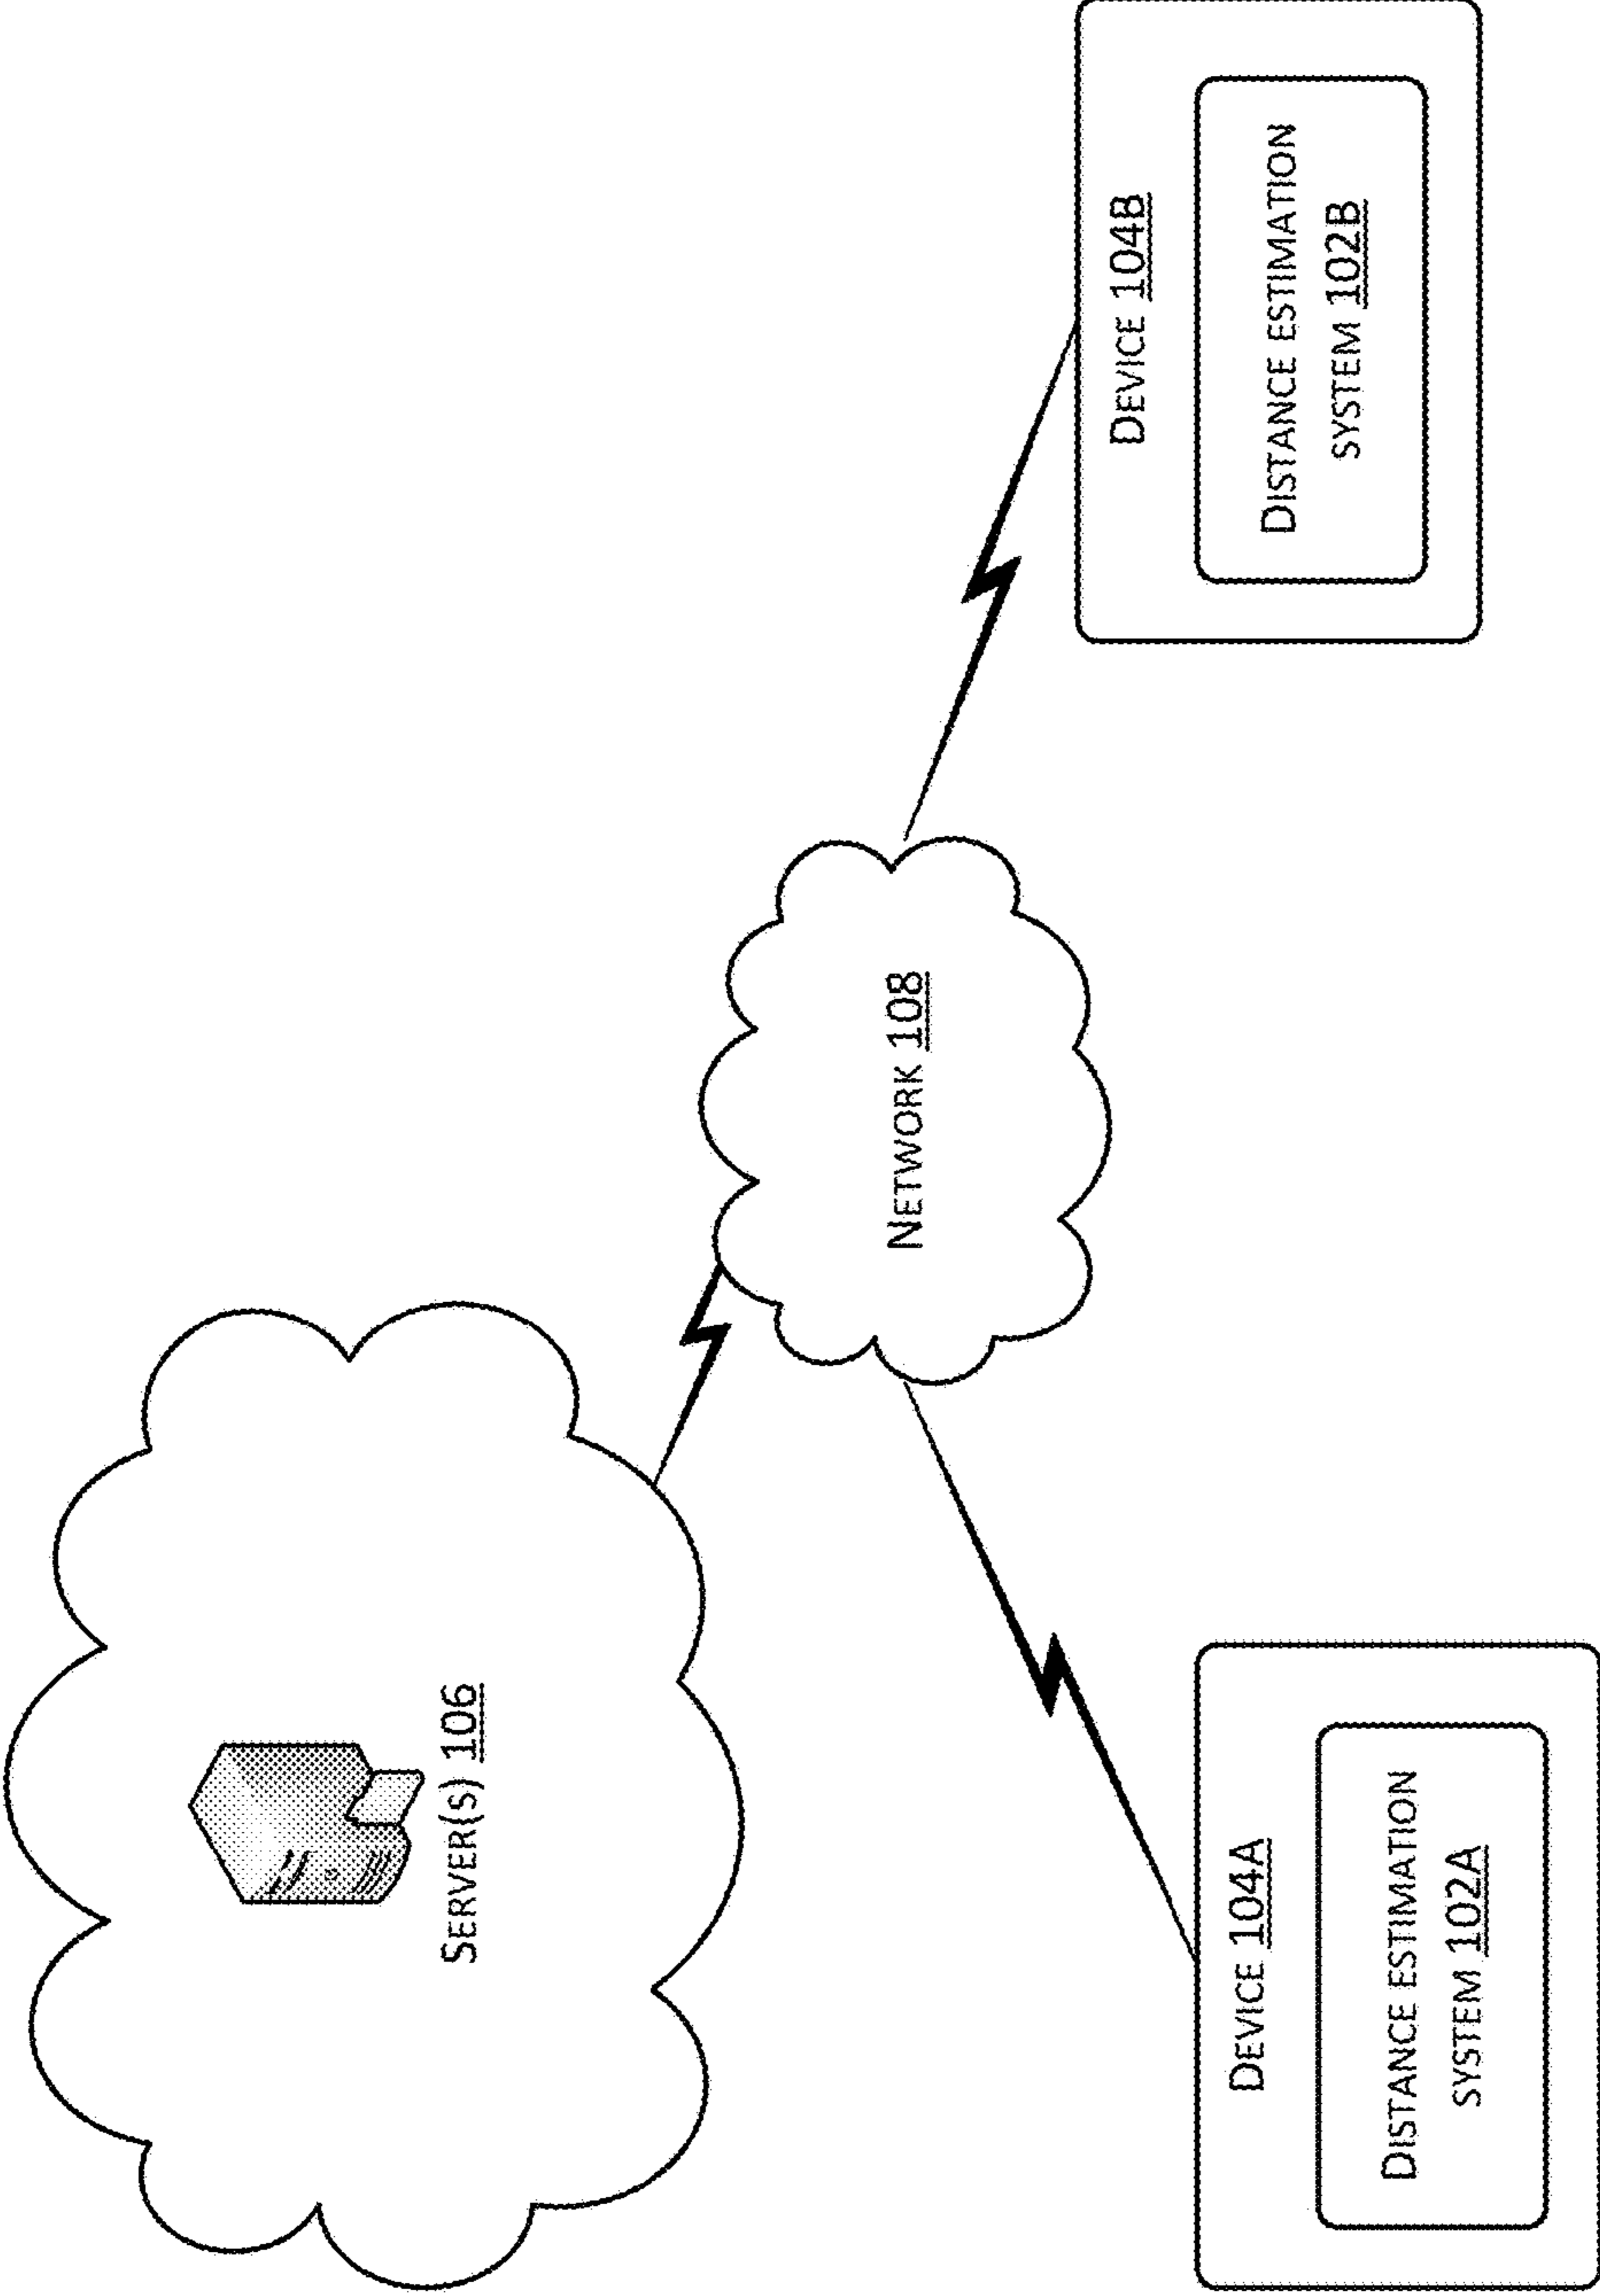 SERVER(S) 106
NETWORK 108
DEVICE 104A
DISTANCE ESTIMATION
SYSTEM 102A
DEVICE 104B
DISTANCE ESTIMATION
SYSTEM 102B